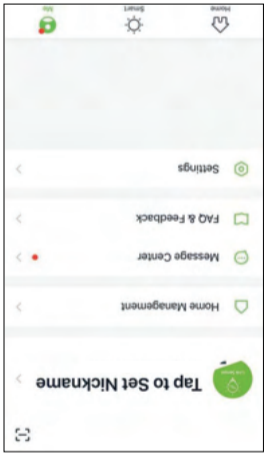 Tap to Set Nickname
Home Management
Message Center
FAQ & Feedback
Settings
Home
Smart
Me